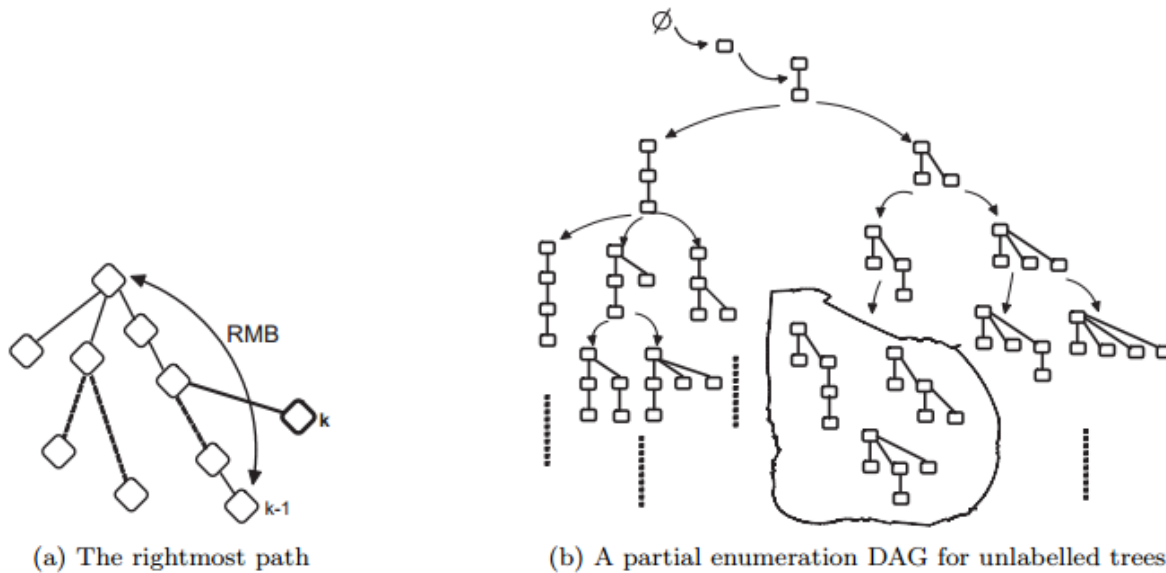 Ø
RMB
k
k-1
(a) The rightmost path
(b) A partial enumeration DAG for unlabelled trees